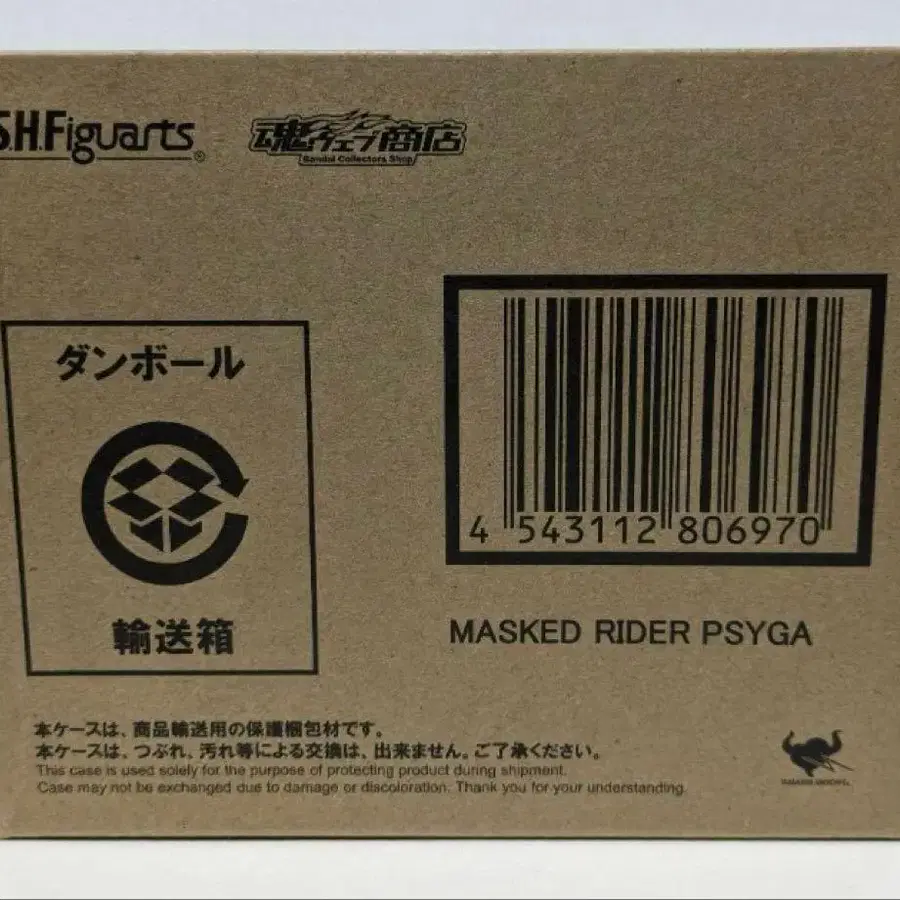 S.H.Figuarts®
魂ウェブ商店
Bandai Collectors Shop
ダンボール
輸送箱
4 543112 806970
MASKED RIDER PSYGA
本ケースは、商品輸送用の保護梱包材です。
本ケースは、つぶれ、汚れ等による交換は、出来ません。ご了承ください。
This case is used solely for the purpose of protecting product during shipment.
Case may not be exchanged due to damage or discoloration. Thank you for your understanding.